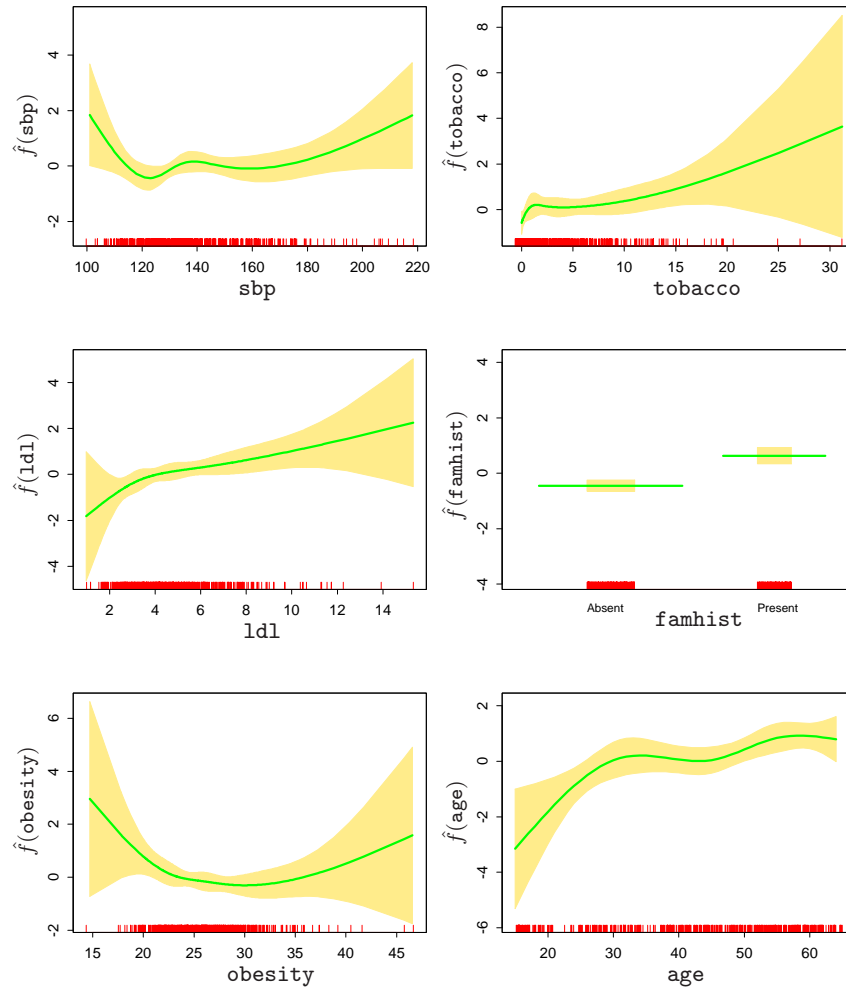 4
2
0
-2
f̂(sbp)
100 120 140 160 180 200 220
sbp
8
6
4
2
0
f̂(tobacco)
0 5 10 15 20 25 30
tobacco
4
2
0
-2
-4
f̂(ldl)
2 4 6 8 10 12 14
ldl
4
2
0
-2
-4
f̂(famhist)
Absent Present
famhist
6
4
2
0
-2
f̂(obesity)
15 20 25 30 35 40 45
obesity
2
0
-2
-4
-6
f̂(age)
20 30 40 50 60
age